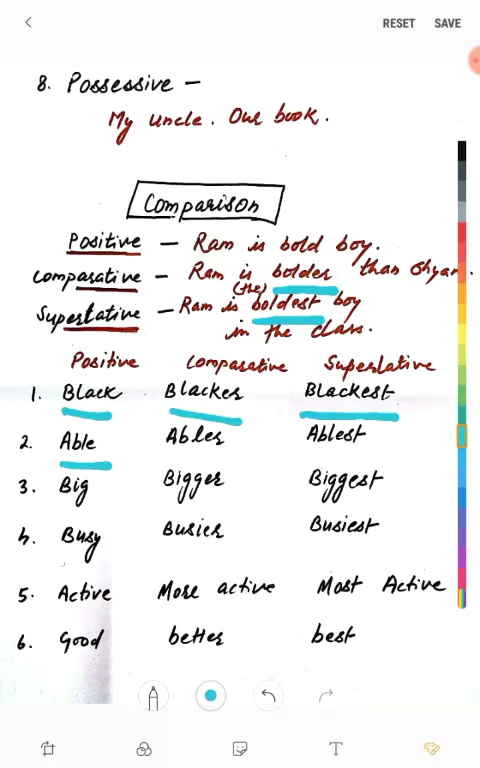 RESET SAVE
8. Possessive –
My uncle. Our book.
Comparison
Positive – Ram is bold boy.
Comparative – Ram is bolder than Shyam.
(the)
Superlative – Ram is boldest boy
in the class.
Positive Comparative Superlative
1. Black Blacker Blackest
2. Able Abler Ablest
3. Big Bigger Biggest
4. Busy Busier Busiest
5. Active More active Most Active
6. Good better best
T